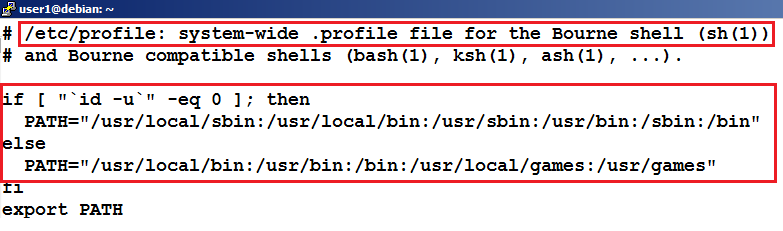 user1@debian: ~
# /etc/profile: system-wide .profile file for the Bourne shell (sh(1))
# and Bourne compatible shells (bash(1), ksh(1), ash(1), ...).
if [ "`id -u`" -eq 0 ]; then
  PATH="/usr/local/sbin:/usr/local/bin:/usr/sbin:/usr/bin:/sbin:/bin"
else
  PATH="/usr/local/bin:/usr/bin:/bin:/usr/local/games:/usr/games"
fi
export PATH